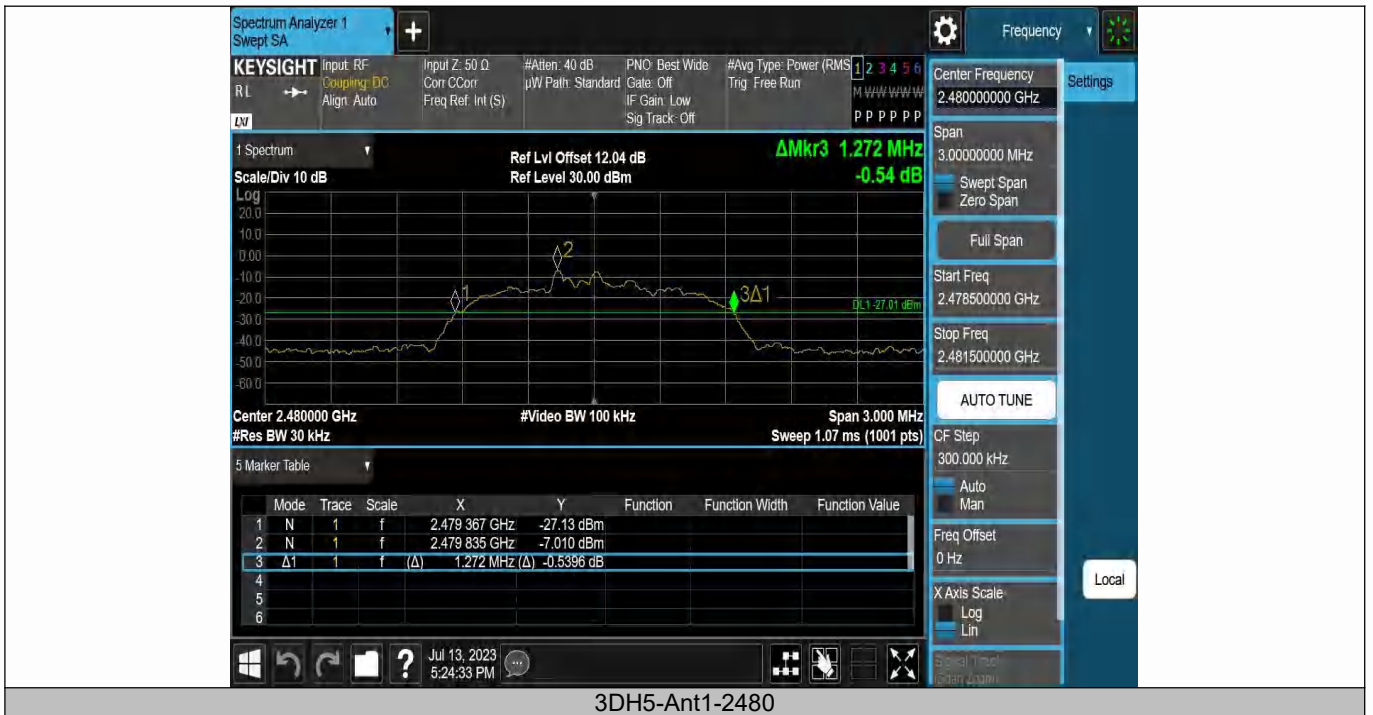 Spectrum Analyzer 1
Swept SA
+
Frequency
KEYSIGHT
RL
LXI
Input: RF
Coupling: DC
Align: Auto
Input Z: 50 Ω
Corr CCorr
Freq Ref: Int (S)
#Atten: 40 dB
µW Path: Standard
PNO: Best Wide
Gate: Off
IF Gain: Low
Sig Track: Off
#Avg Type: Power (RMS
Trig: Free Run
1 2 3 4 5 6
M W W W W W
P P P P P P
1 Spectrum
Scale/Div 10 dB
Ref Lvl Offset 12.04 dB
Ref Level 30.00 dBm
ΔMkr3 1.272 MHz
-0.54 dB
Log
20.0
10.0
0.00
-10.0
-20.0
-30.0
-40.0
-50.0
-60.0
1
2
3Δ1
DL1 -27.01 dBm
Center 2.480000 GHz
#Video BW 100 kHz
Span 3.000 MHz
#Res BW 30 kHz
Sweep 1.07 ms (1001 pts)
5 Marker Table
Mode Trace Scale X Y Function Function Width Function Value
1 N 1 f 2.479 367 GHz -27.13 dBm
2 N 1 f 2.479 835 GHz -7.010 dBm
3 Δ1 1 f (Δ) 1.272 MHz (Δ) -0.5396 dB
4
5
6
?
Jul 13, 2023
5:24:33 PM
Center Frequency
2.480000000 GHz
Settings
Span
3.00000000 MHz
Swept Span
Zero Span
Full Span
Start Freq
2.478500000 GHz
Stop Freq
2.481500000 GHz
AUTO TUNE
CF Step
300.000 kHz
Auto
Man
Freq Offset
0 Hz
X Axis Scale
Log
Lin
Signal Track
(Span Zoom)
Local
3DH5-Ant1-2480